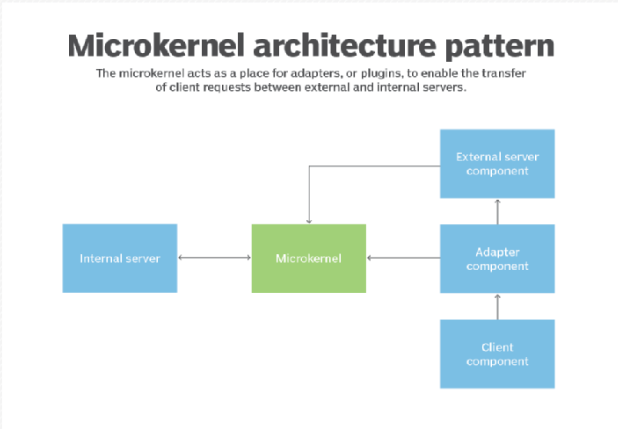 Microkernel architecture pattern
The microkernel acts as a place for adapters, or plugins, to enable the transfer
of client requests between external and internal servers.
External server
component
Internal server
Microkernel
Adapter
component
Client
component